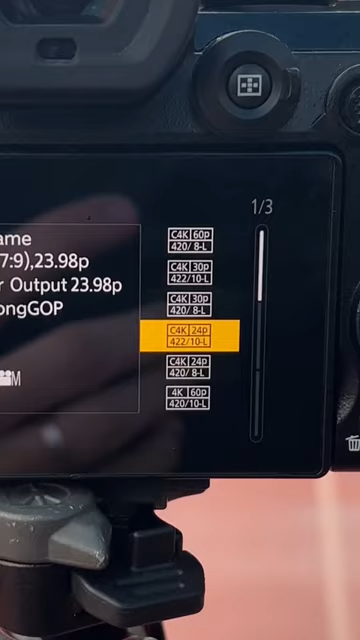 1/3
ame
7:9),23.98p
r Output 23.98p
ongGOP
M
C4K 60p
420/ 8-L
C4K 30p
422/10-L
C4K 30p
420/ 8-L
C4K 24p
422/10-L
C4K 24p
420/ 8-L
4K 60p
420/10-L